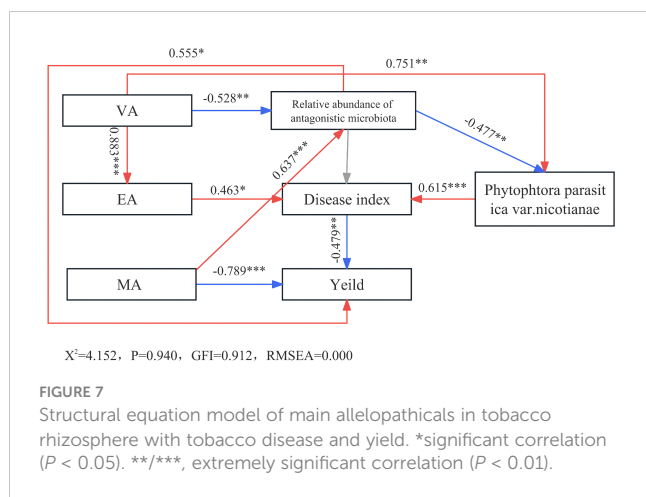 0.555*
0.751**
VA
-0.528**
Relative abundance of
antagonistic microbiota
-0.477**
0.883***
0.637***
EA
0.463*
Disease index
0.615***
Phytophtora parasit
ica var.nicotianae
-0.479**
MA
-0.789***
Yeild
X²=4.152，P=0.940，GFI=0.912，RMSEA=0.000
FIGURE 7
Structural equation model of main allelopathicals in tobacco
rhizosphere with tobacco disease and yield. *significant correlation
(P < 0.05). **/***, extremely significant correlation (P < 0.01).